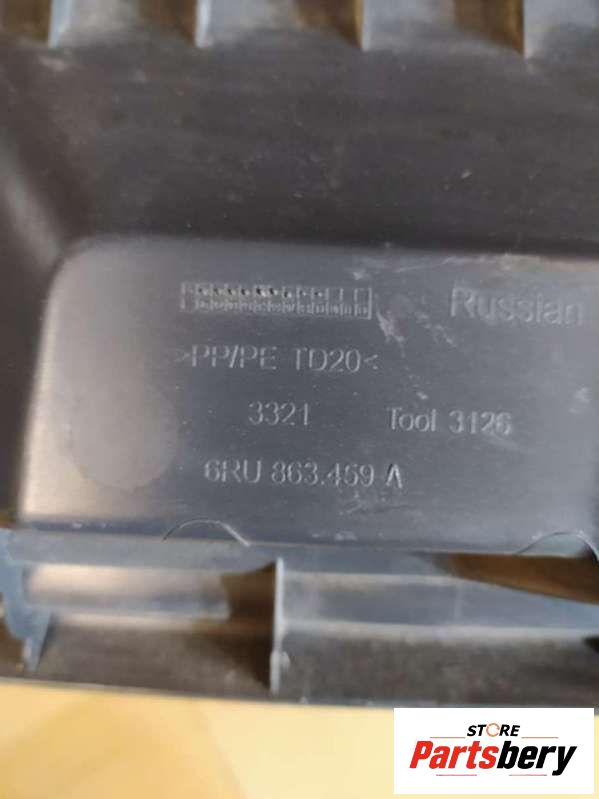 Russian
>PP/PE TD20<
3321 Tool 3126
6RU 863.459 A
STORE
Partsbery